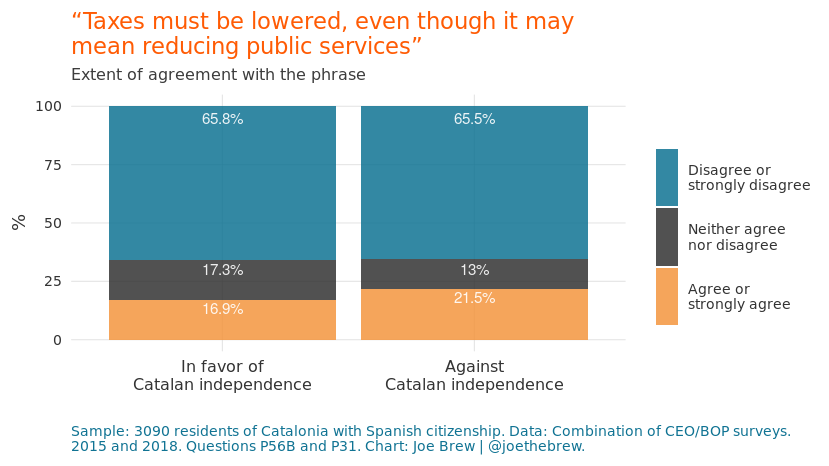 “Taxes must be lowered, even though it may
mean reducing public services”
Extent of agreement with the phrase
100
75
50
25
0
%
65.8%
17.3%
16.9%
65.5%
13%
21.5%
In favor of
Catalan independence
Against
Catalan independence
Disagree or
strongly disagree
Neither agree
nor disagree
Agree or
strongly agree
Sample: 3090 residents of Catalonia with Spanish citizenship. Data: Combination of CEO/BOP surveys.
2015 and 2018. Questions P56B and P31. Chart: Joe Brew | @joethebrew.